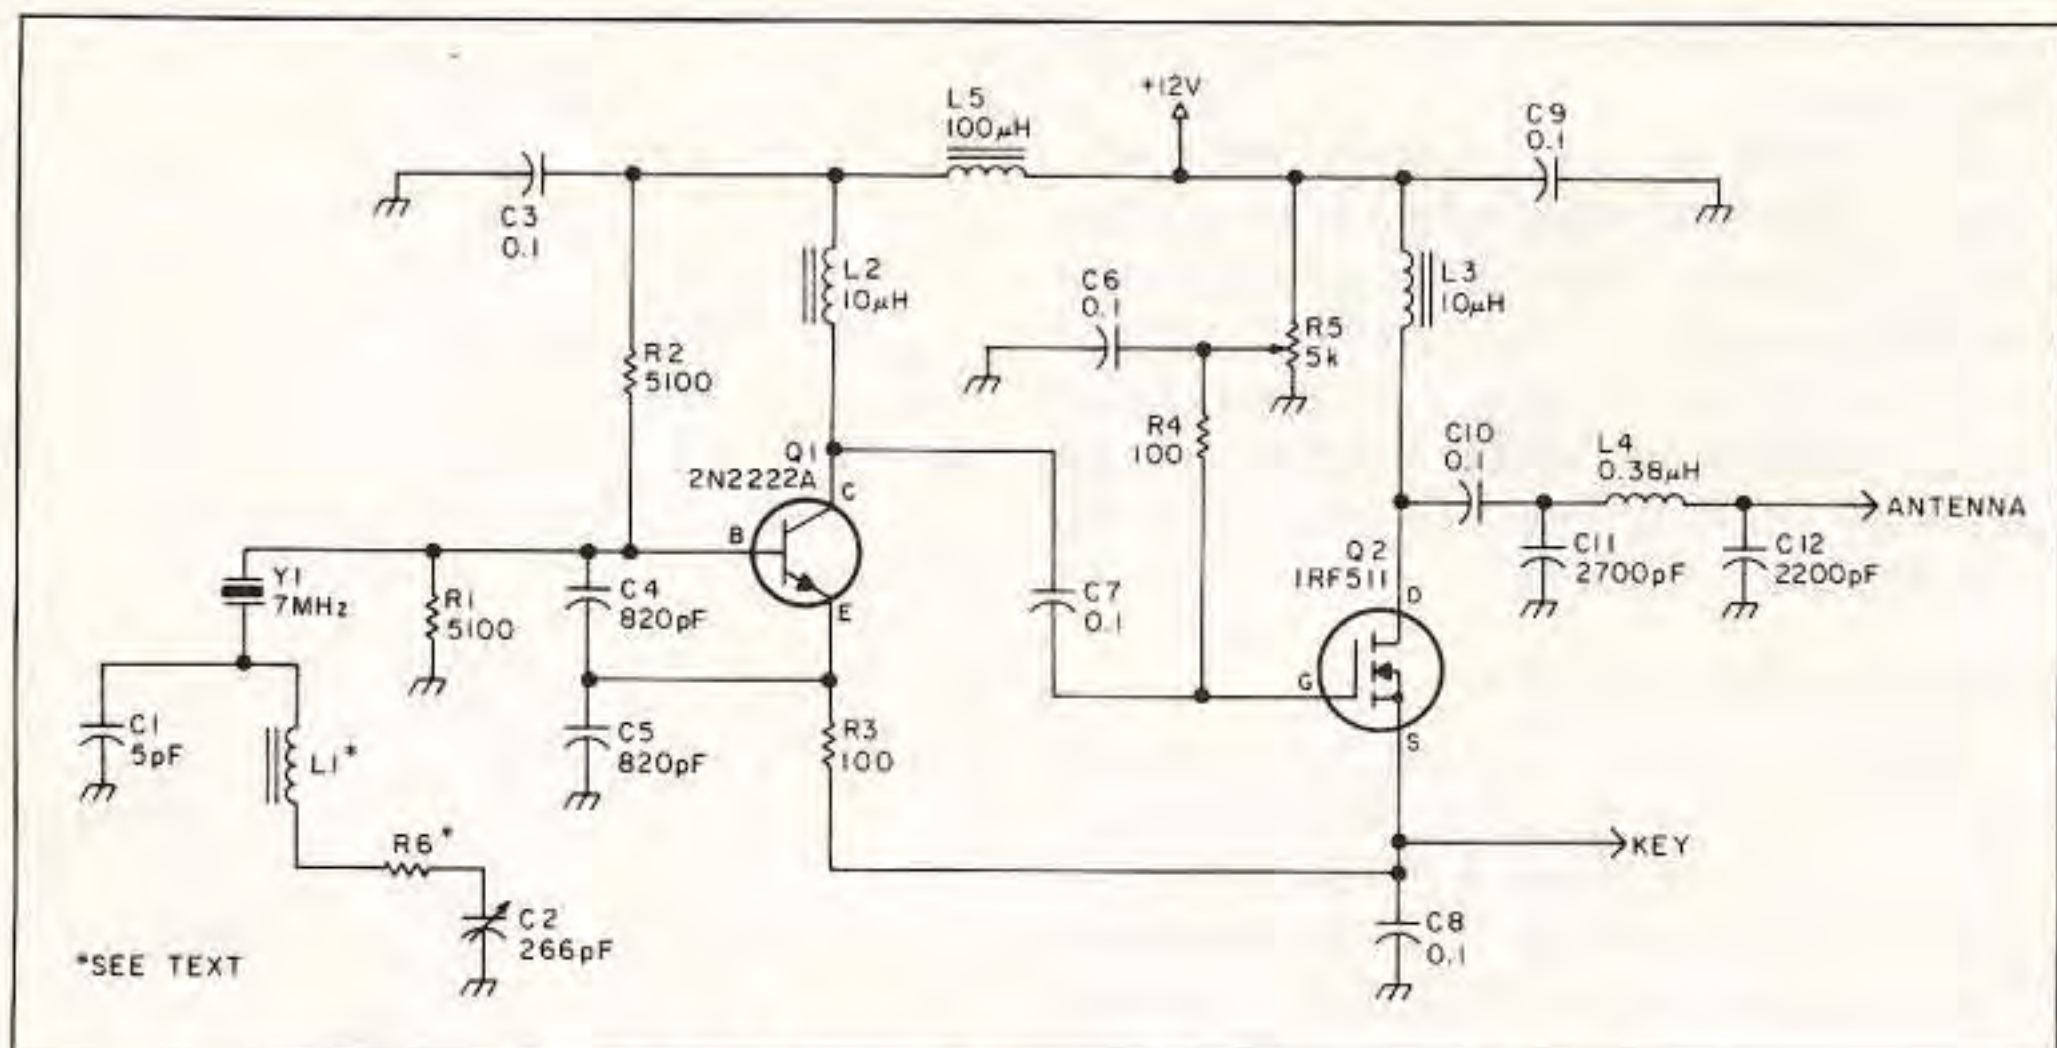 +12V
L5
100µH
C9
0.1
C3
0.1
L2
10µH
C6
0.1
L3
10µH
R5
5k
R2
5100
R4
100
C10
0.1
L4
0.38µH
Q1
2N2222A
C
B
E
ANTENNA
Y1
7MHz
R1
5100
C4
820pF
C7
0.1
Q2
IRF511
D
G
S
C11
2700pF
C12
2200pF
C1
5pF
L1*
C5
820pF
R3
100
R6*
KEY
C2
266pF
C8
0.1
*SEE TEXT